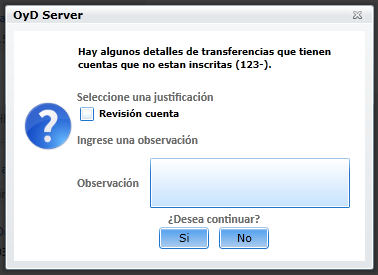 OyD Server
Hay algunos detalles de transferencias que tienen
cuentas que no estan inscritas (123-).
Seleccione una justificación
Revisión cuenta
Ingrese una observación
Observación
¿Desea continuar?
Si
No